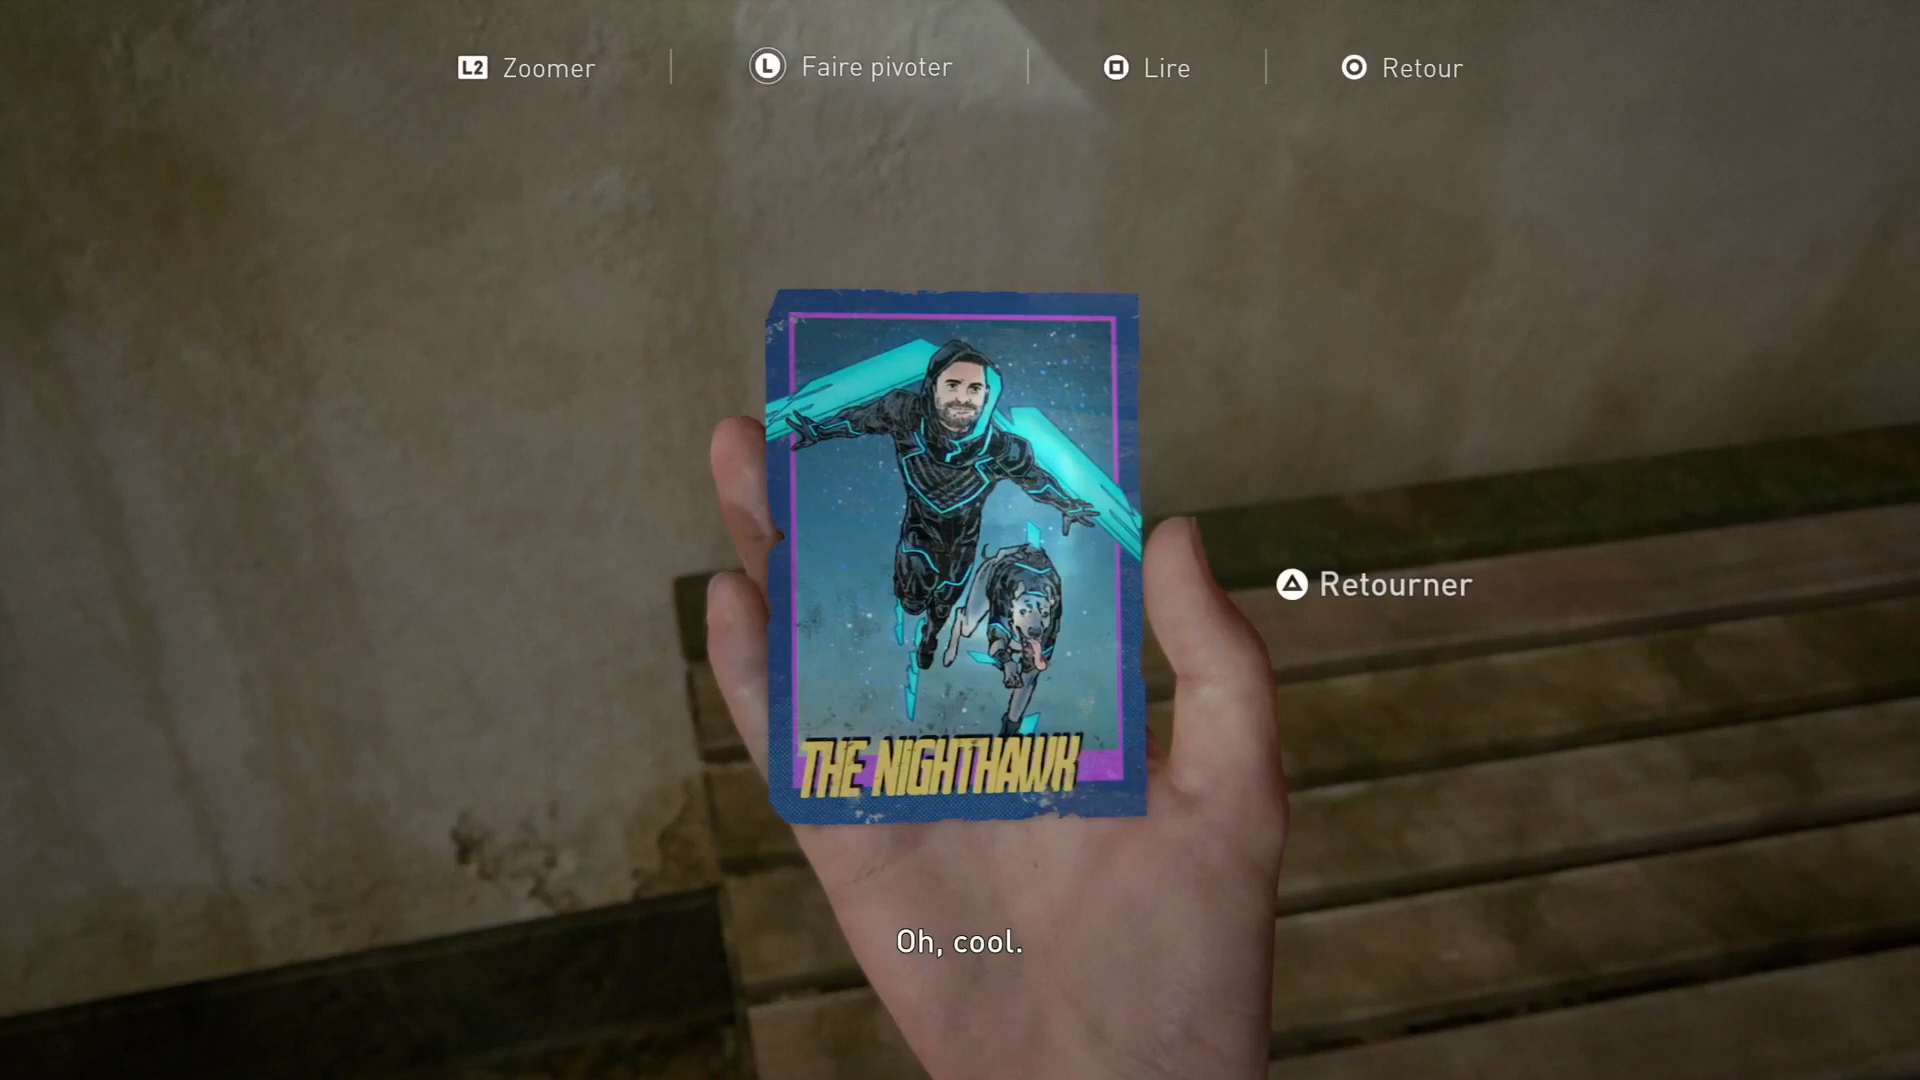 L2 Zoomer
L Faire pivoter
Lire
Retour
Retourner
THE NIGHTHAWK
Oh, cool.